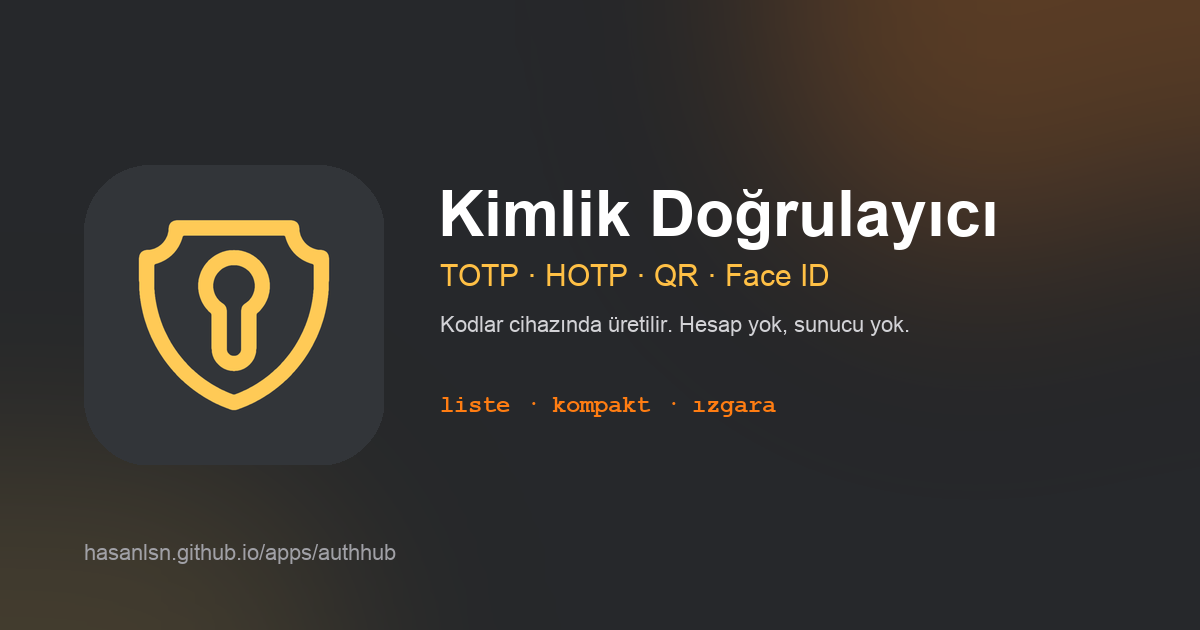 Kimlik Doğrulayıcı
TOTP · HOTP · QR · Face ID
Kodlar cihazında üretilir. Hesap yok, sunucu yok.
liste · kompakt · ızgara
hasanlsn.github.io/apps/authhub